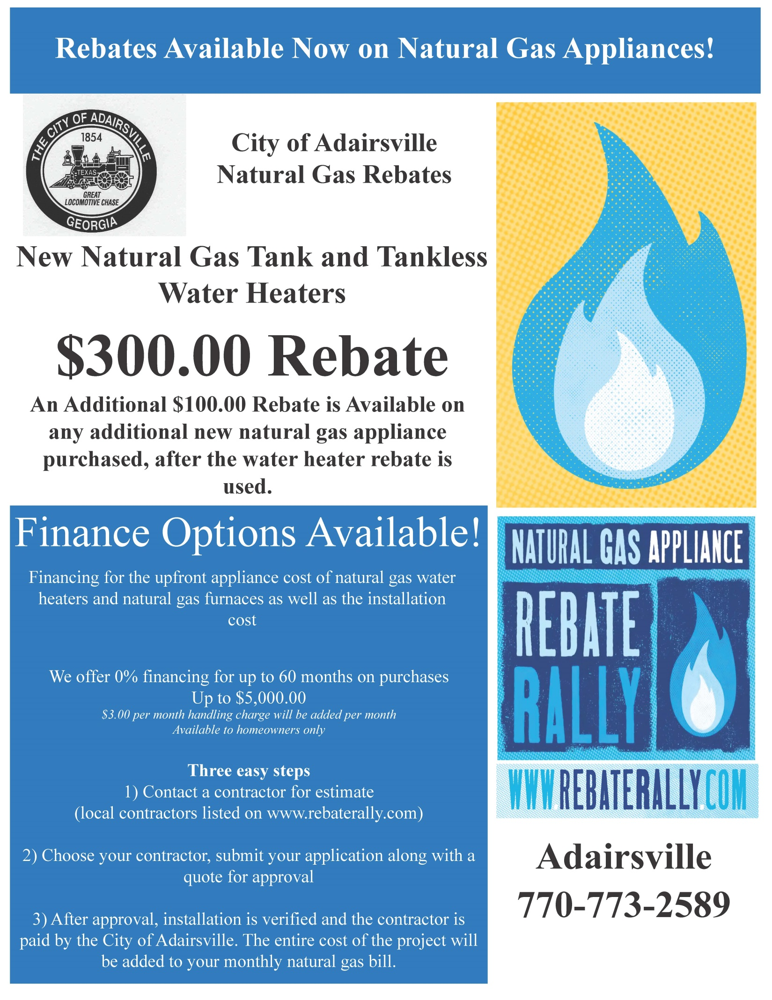 Rebates Available Now on Natural Gas Appliances!
THE CITY OF ADAIRSVILLE
1854
TEXAS
GREAT
LOCOMOTIVE CHASE
GEORGIA
City of Adairsville
Natural Gas Rebates
New Natural Gas Tank and Tankless
Water Heaters
$300.00 Rebate
An Additional $100.00 Rebate is Available on
any additional new natural gas appliance
purchased, after the water heater rebate is
used.
Finance Options Available!
Financing for the upfront appliance cost of natural gas water
heaters and natural gas furnaces as well as the installation
cost
We offer 0% financing for up to 60 months on purchases
Up to $5,000.00
$3.00 per month handling charge will be added per month
Available to homeowners only
Three easy steps
1) Contact a contractor for estimate
(local contractors listed on www.rebaterally.com)
2) Choose your contractor, submit your application along with a
quote for approval
3) After approval, installation is verified and the contractor is
paid by the City of Adairsville. The entire cost of the project will
be added to your monthly natural gas bill.
NATURAL GAS APPLIANCE
REBATE
RALLY
WWW.REBATERALLY.COM
Adairsville
770-773-2589